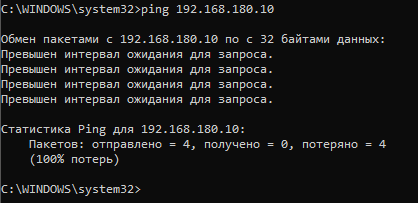 C:\WINDOWS\system32>ping 192.168.180.10
Обмен пакетами с 192.168.180.10 по с 32 байтами данных:
Превышен интервал ожидания для запроса.
Превышен интервал ожидания для запроса.
Превышен интервал ожидания для запроса.
Превышен интервал ожидания для запроса.
Статистика Ping для 192.168.180.10:
Пакетов: отправлено = 4, получено = 0, потеряно = 4
(100% потерь)
C:\WINDOWS\system32>